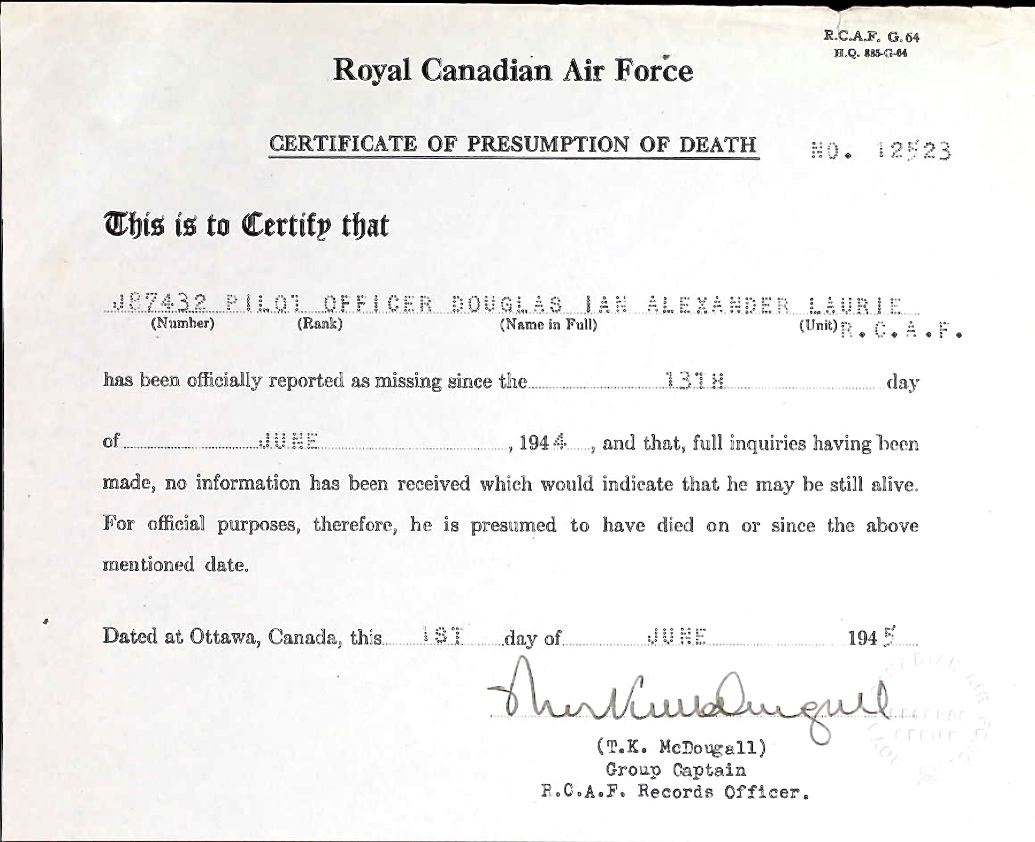 R.C.A.F. G. 64
H.Q. 885-G-64
Royal Canadian Air Force
CERTIFICATE OF PRESUMPTION OF DEATH NO. 12523
This is to Certify that
J87432 PILOT OFFICER DOUGLAS IAN ALEXANDER LAURIE
(Number) (Rank) (Name in Full) (Unit) R.C.A.F.
has been officially reported as missing since the 13TH day
of JUNE , 1944 , and that, full inquiries having been
made, no information has been received which would indicate that he may be still alive.
For official purposes, therefore, he is presumed to have died on or since the above
mentioned date.
Dated at Ottawa, Canada, this 1ST day of JUNE 1945
(T.K. McDougall)
Group Captain
R.C.A.F. Records Officer.